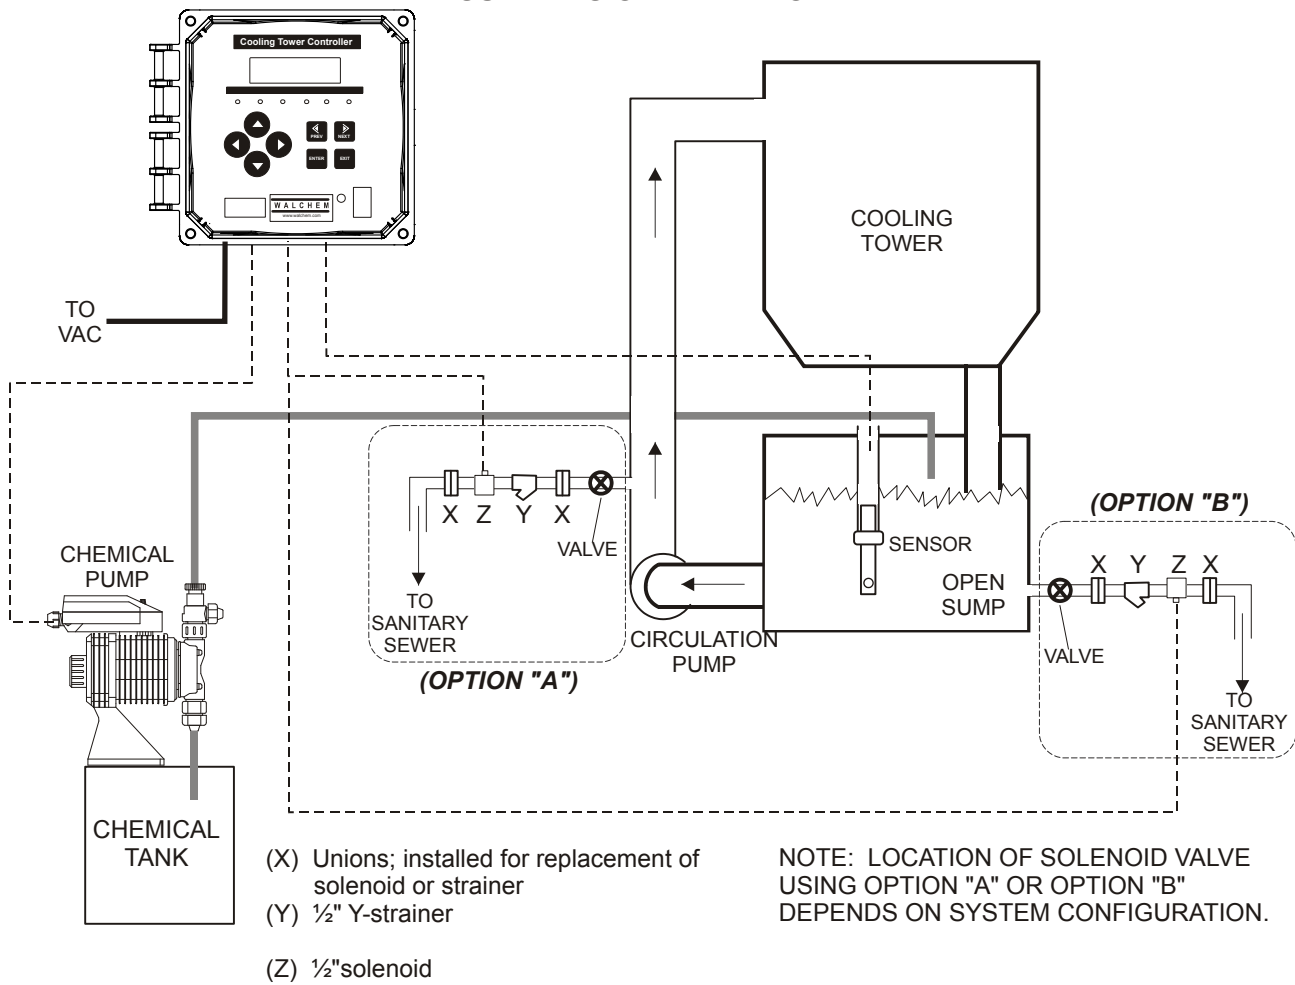 Cooling Tower Controller
PREV
NEXT
ENTER
EXIT
WALCHEM
www.walchem.com
TO
VAC
COOLING
TOWER
X Z Y X
VALVE
TO
SANITARY
SEWER
(OPTION "A")
CHEMICAL
PUMP
CIRCULATION
PUMP
SENSOR
OPEN
SUMP
(OPTION "B")
X Y Z X
VALVE
TO
SANITARY
SEWER
CHEMICAL
TANK
(X) Unions; installed for replacement of
solenoid or strainer
(Y) ½" Y-strainer
(Z) ½"solenoid
NOTE: LOCATION OF SOLENOID VALVE
USING OPTION "A" OR OPTION "B"
DEPENDS ON SYSTEM CONFIGURATION.